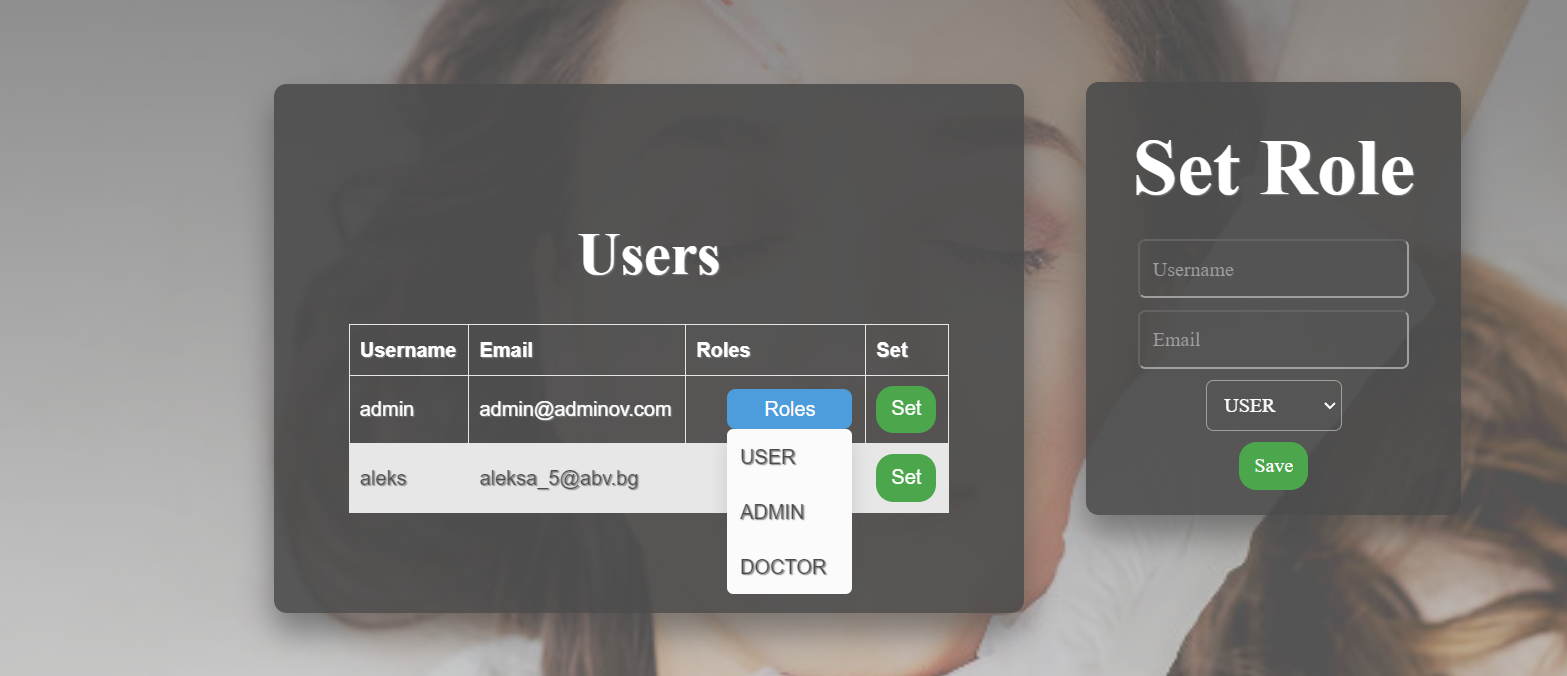 Users
Username Email Roles Set
admin admin@adminov.com Roles Set
aleks aleksa_5@abv.bg Set
USER
ADMIN
DOCTOR
Set Role
Username
Email
USER
Save